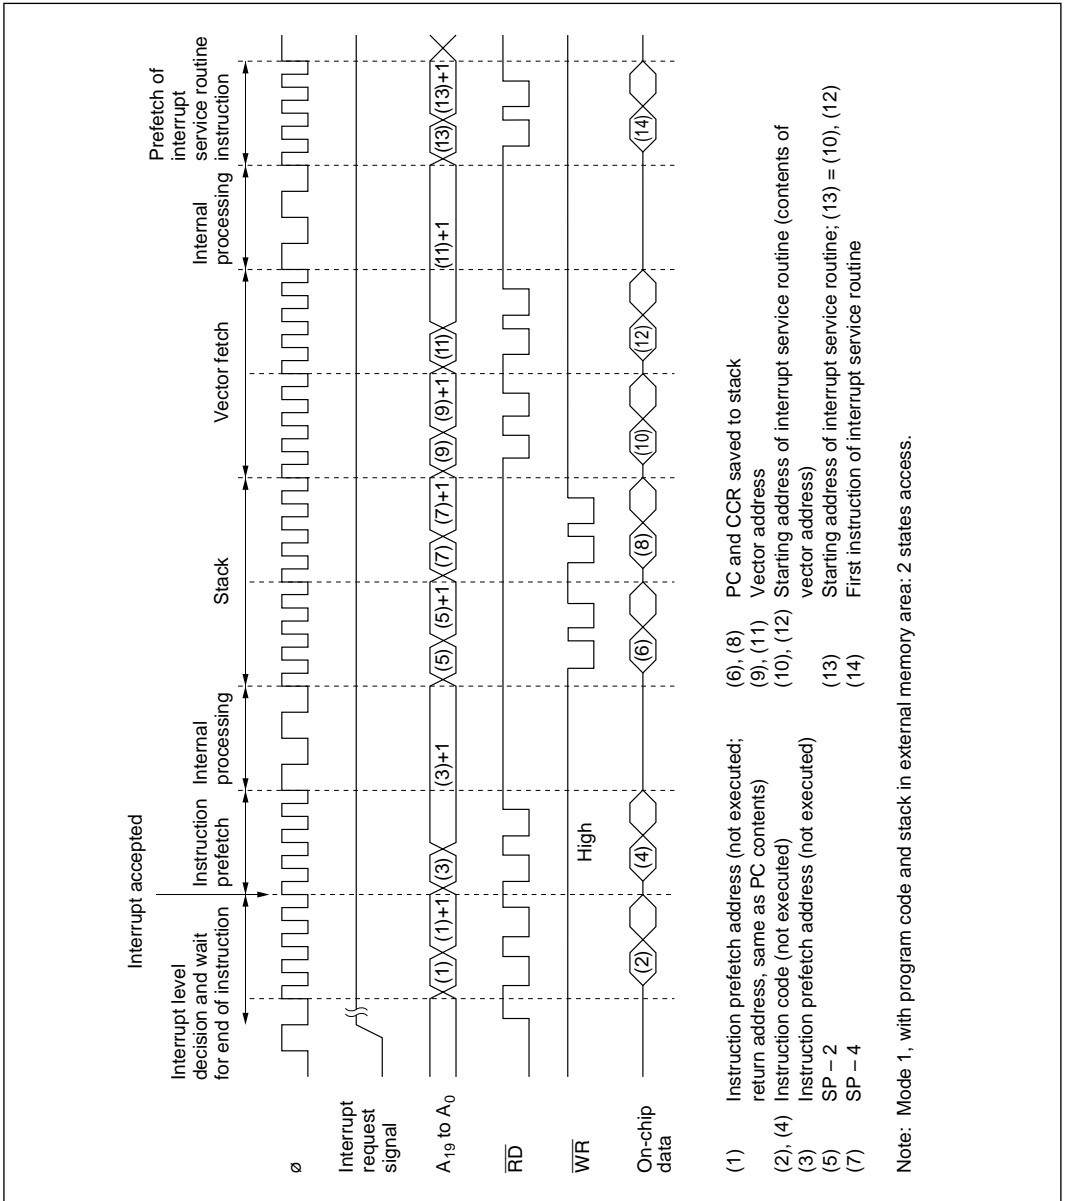 Interrupt accepted
Interrupt level
decision and wait
for end of instruction
Instruction
prefetch
Internal
processing
Stack
Vector fetch
Internal
processing
Prefetch of
interrupt
service routine
instruction
ø
Interrupt
request
signal
A19 to A0
(1) (1)+1 (3) (3)+1 (5) (5)+1 (7) (7)+1 (9) (9)+1 (11) (11)+1 (13) (13)+1
RD
WR
High
On-chip
data
(2) (4) (6) (8) (10) (12) (14)
(1) Instruction prefetch address (not executed;
return address, same as PC contents)
(2), (4) Instruction code (not executed)
(3) Instruction prefetch address (not executed)
(5) SP – 2
(7) SP – 4
(6), (8) PC and CCR saved to stack
(9), (11) Vector address
(10), (12) Starting address of interrupt service routine (contents of
vector address)
(13) Starting address of interrupt service routine; (13) = (10), (12)
(14) First instruction of interrupt service routine
Note: Mode 1, with program code and stack in external memory area: 2 states access.